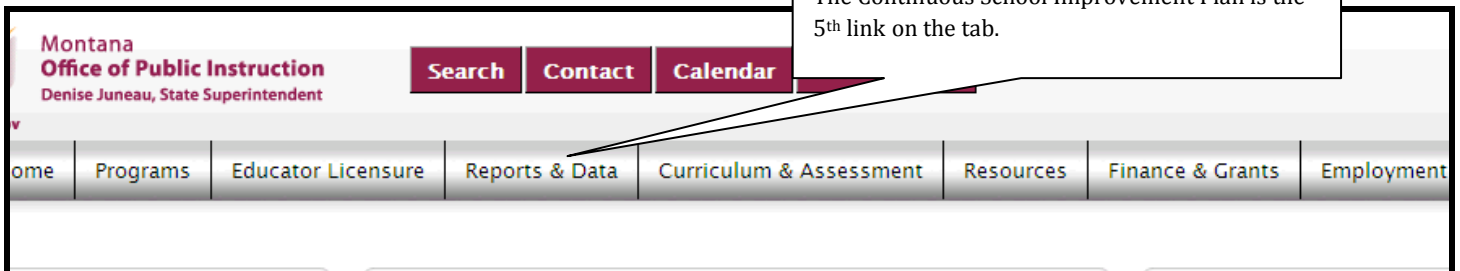 The Continuous School Improvement Plan is the
5th link on the tab.
Montana
Office of Public Instruction
Denise Juneau, State Superintendent
Search Contact Calendar
ome Programs Educator Licensure Reports & Data Curriculum & Assessment Resources Finance & Grants Employment